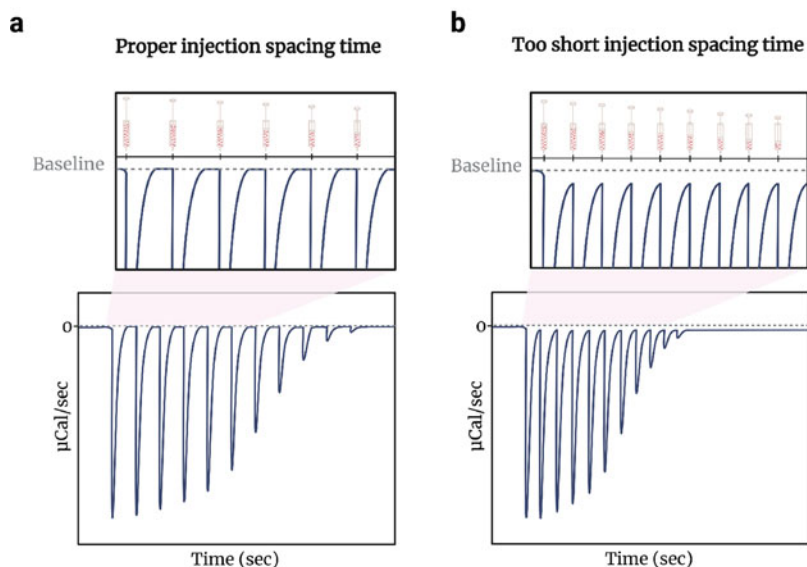 a
Proper injection spacing time
Baseline
0
μCal/sec
Time (sec)
b
Too short injection spacing time
Baseline
0
μCal/sec
Time (sec)